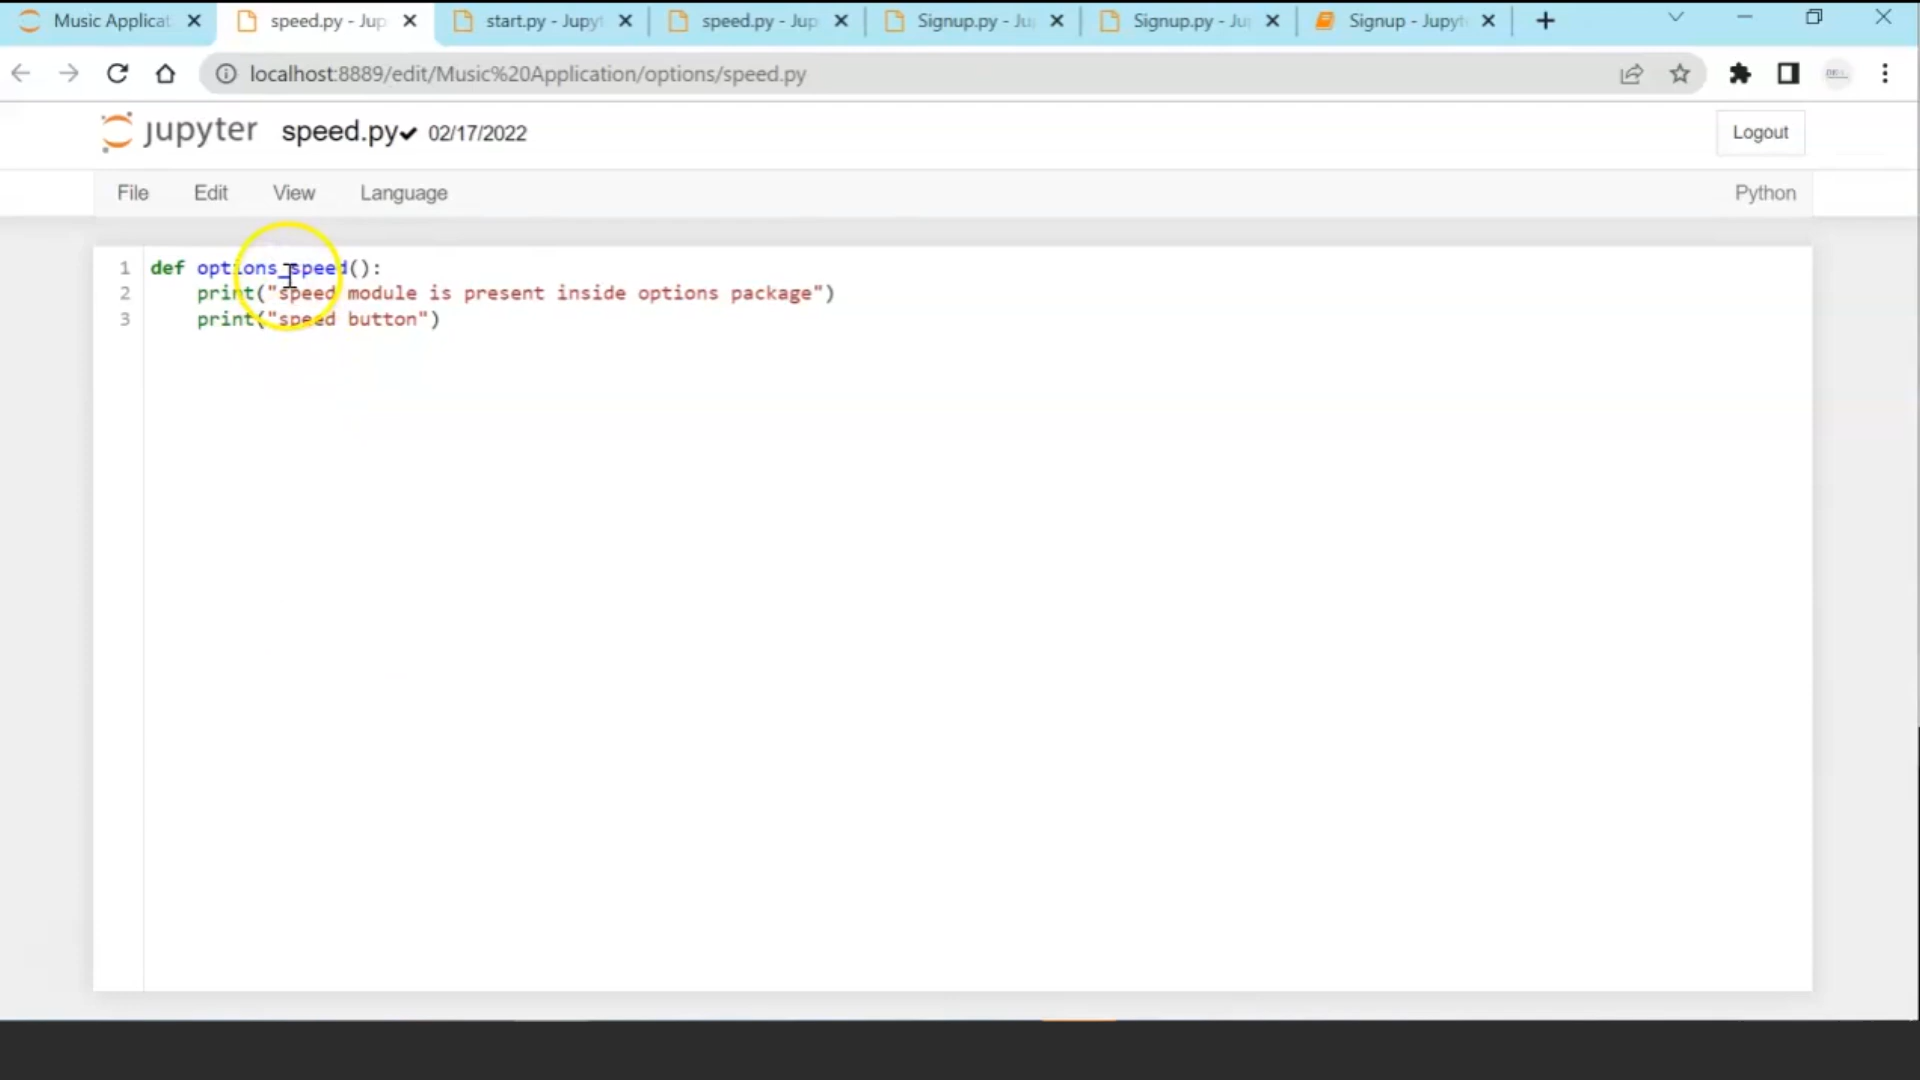 Music Applicat
speed.py - Jup
start.py - Jupyt
speed.py - Jup
Signup.py - Ju
Signup.py - Ju
Signup - Jupyt
localhost:8889/edit/Music%20Application/options/speed.py
jupyter speed.py 02/17/2022
Logout
File Edit View Language
Python
1 def options_speed():
2 print("speed module is present inside options package")
3 print("speed button")